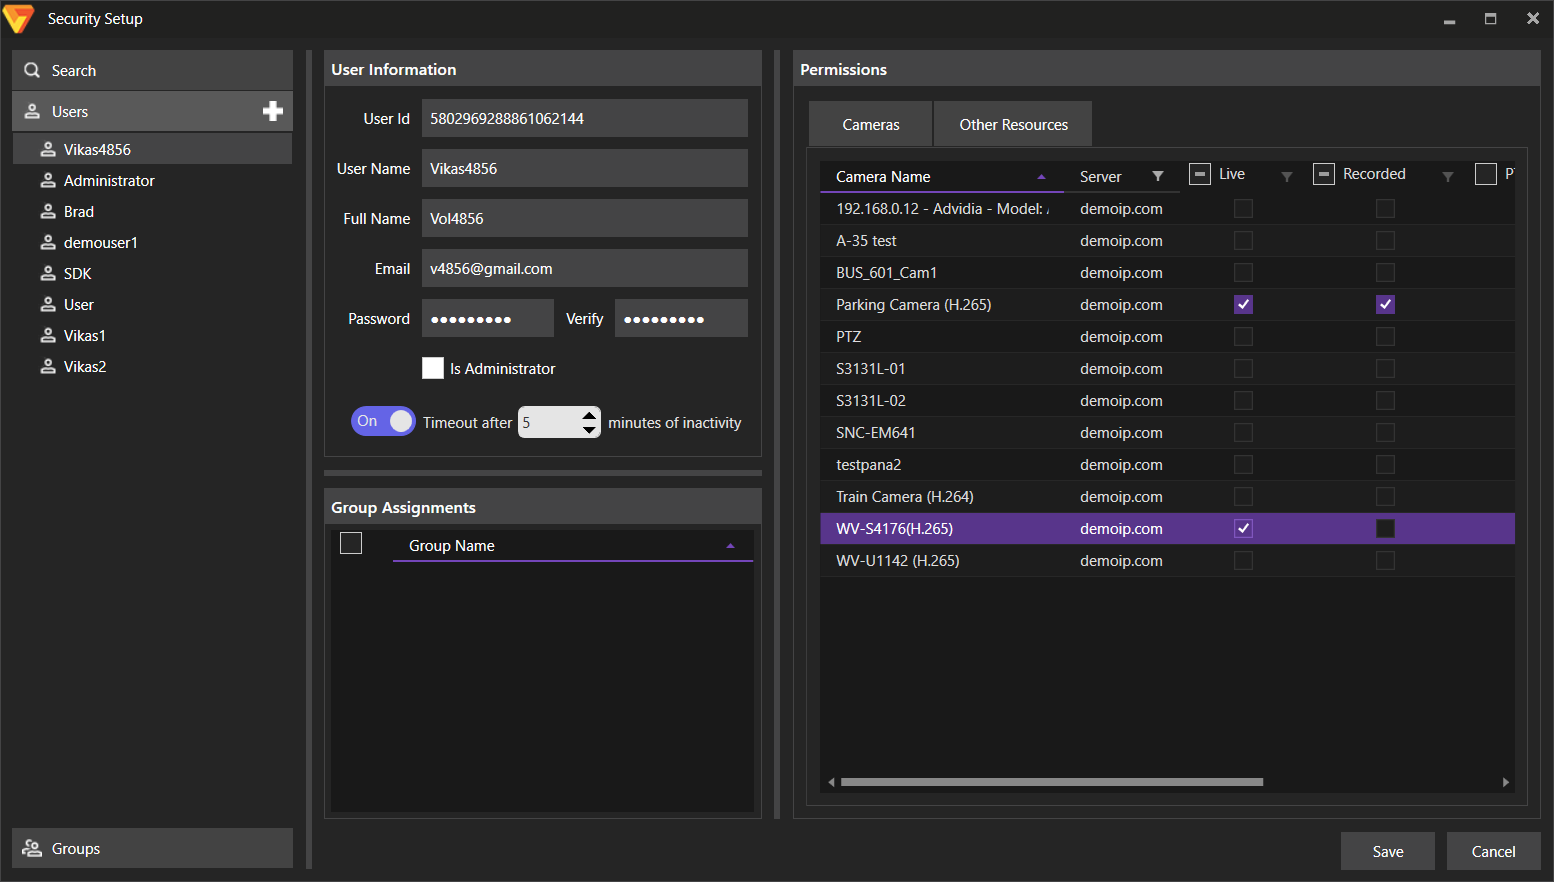 Security Setup
Search
Users
Vikas4856
Administrator
Brad
demouser1
SDK
User
Vikas1
Vikas2
Groups
User Information
User Id 5802969288861062144
User Name Vikas4856
Full Name Vol4856
Email v4856@gmail.com
Password ●●●●●●●●● Verify ●●●●●●●●●
Is Administrator
On Timeout after 5 minutes of inactivity
Group Assignments
Group Name
Permissions
Cameras Other Resources
Camera Name Server Live Recorded
192.168.0.12 - Advidia - Model: demoip.com
A-35 test demoip.com
BUS_601_Cam1 demoip.com
Parking Camera (H.265) demoip.com
PTZ demoip.com
S3131L-01 demoip.com
S3131L-02 demoip.com
SNC-EM641 demoip.com
testpana2 demoip.com
Train Camera (H.264) demoip.com
WV-S4176(H.265) demoip.com
WV-U1142 (H.265) demoip.com
Save Cancel